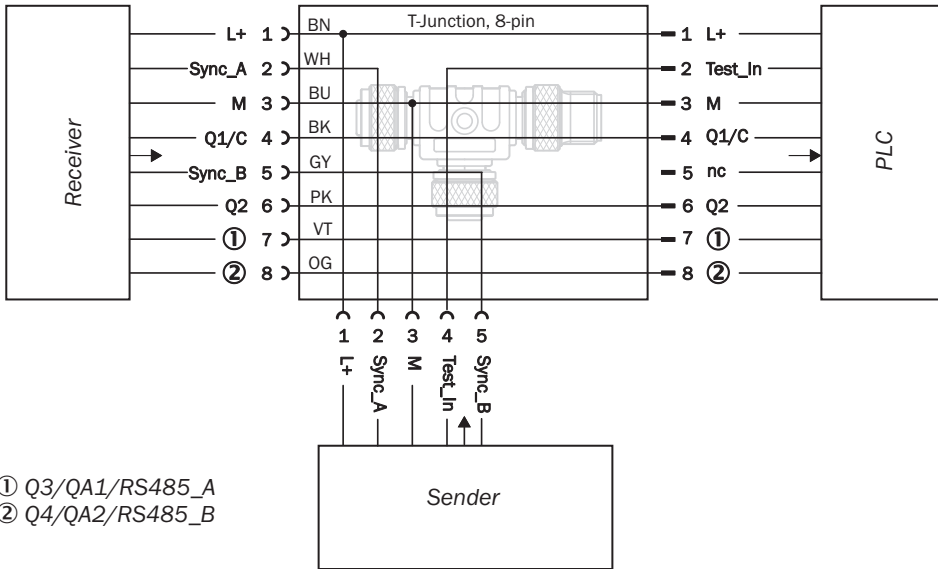 T-Junction, 8-pin
L+ 1 BN 1 L+
Sync_A 2 WH 2 Test_In
M 3 BU 3 M
Q1/C 4 BK 4 Q1/C
Sync_B 5 GY 5 nc
Q2 6 PK 6 Q2
① 7 VT 7 ①
② 8 OG 8 ②
Receiver
PLC
1 2 3 4 5
L+ Sync_A M Test_In Sync_B
Sender
① Q3/QA1/RS485_A
② Q4/QA2/RS485_B